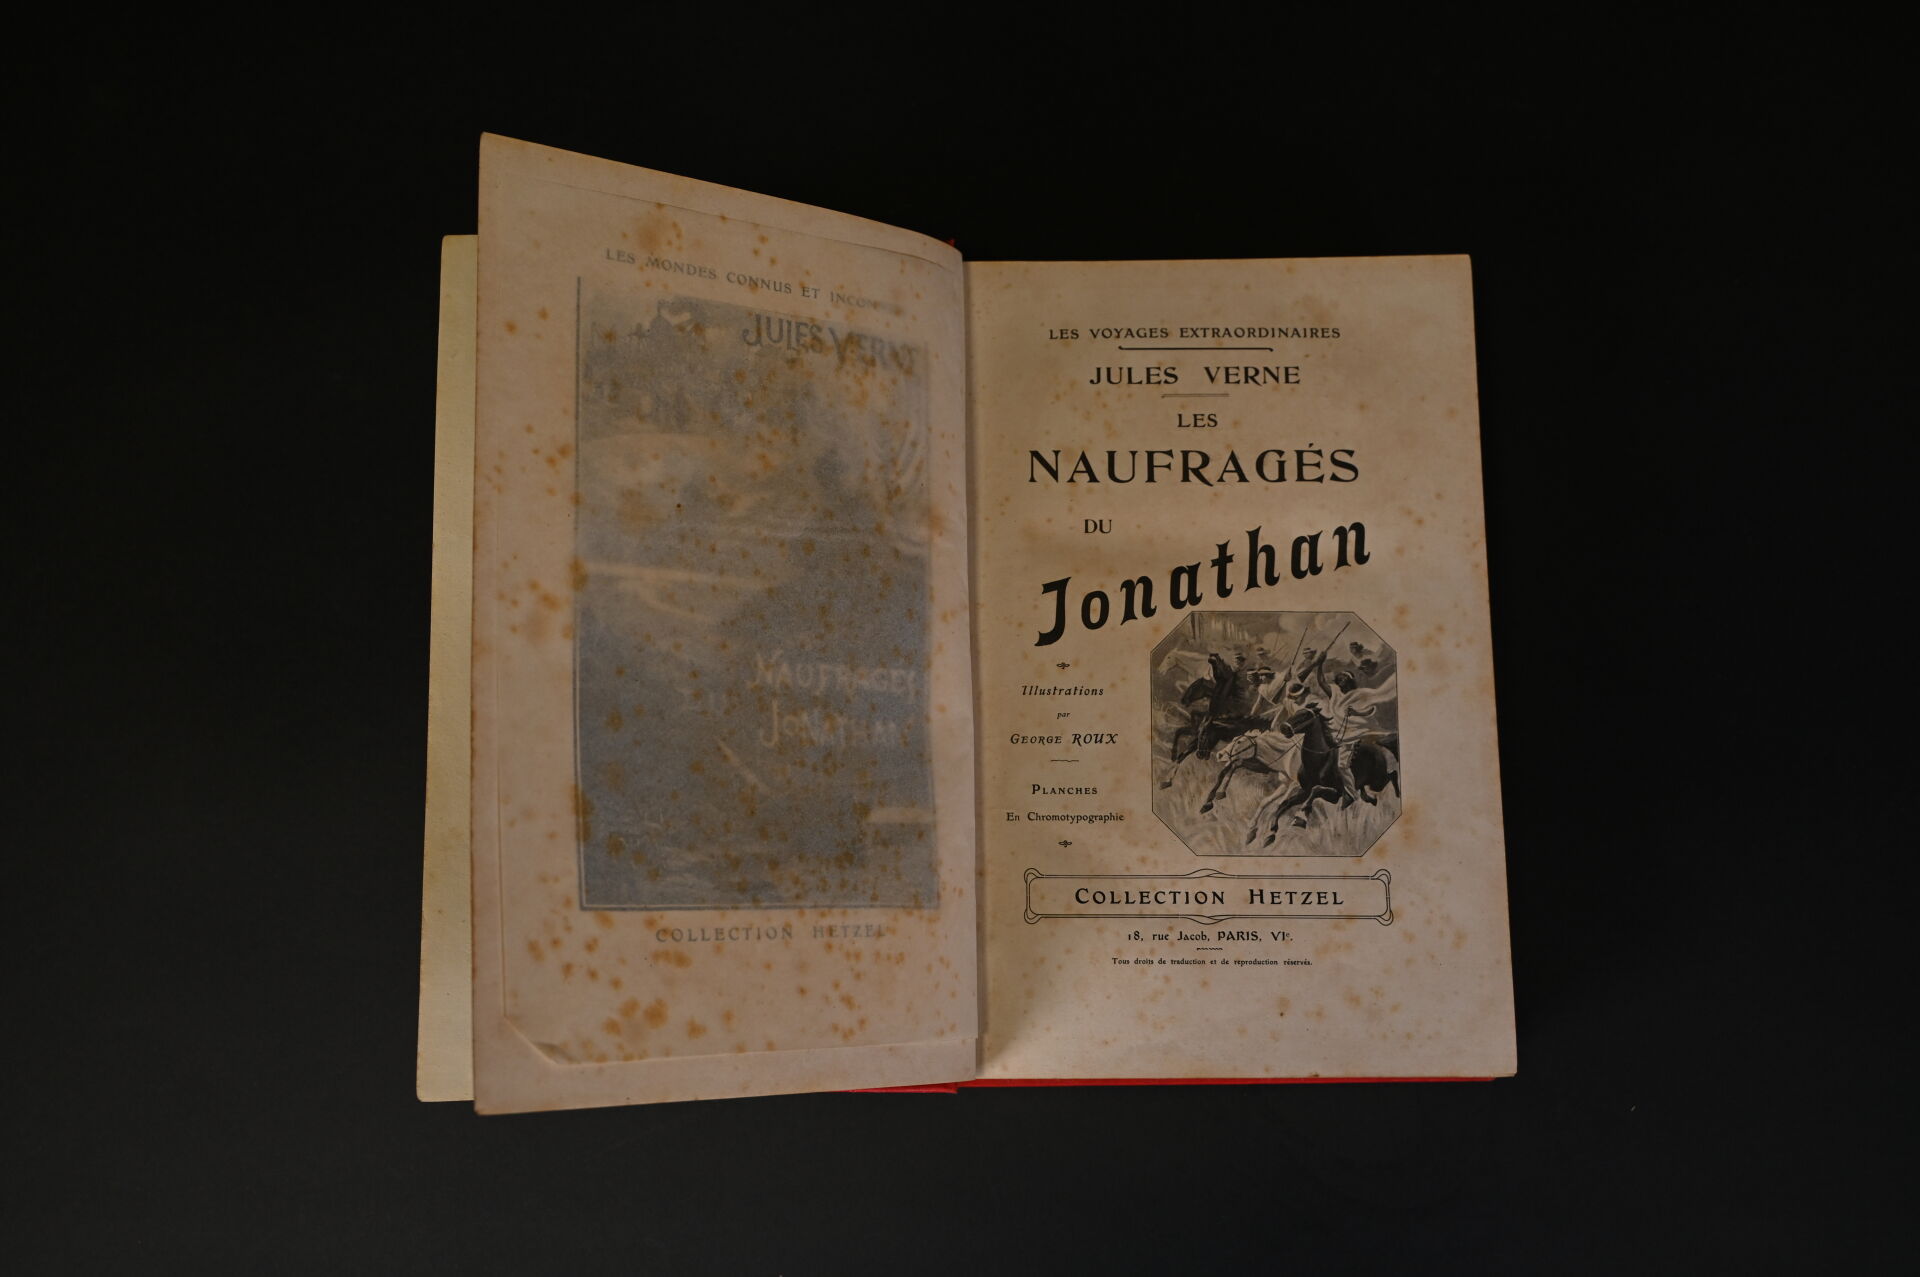 LES MONDES CONNUS ET INCON
JULES VERNE
NAUFRAGÉS
DU
JONATHAN
COLLECTION HETZEL
LES VOYAGES EXTRAORDINAIRES
JULES VERNE
LES
NAUFRAGÉS
DU
Jonathan
Illustrations
par
GEORGE ROUX
PLANCHES
En Chromotypographie
COLLECTION HETZEL
18, rue Jacob, PARIS, VIe.
Tous droits de traduction et de reproduction réservés.